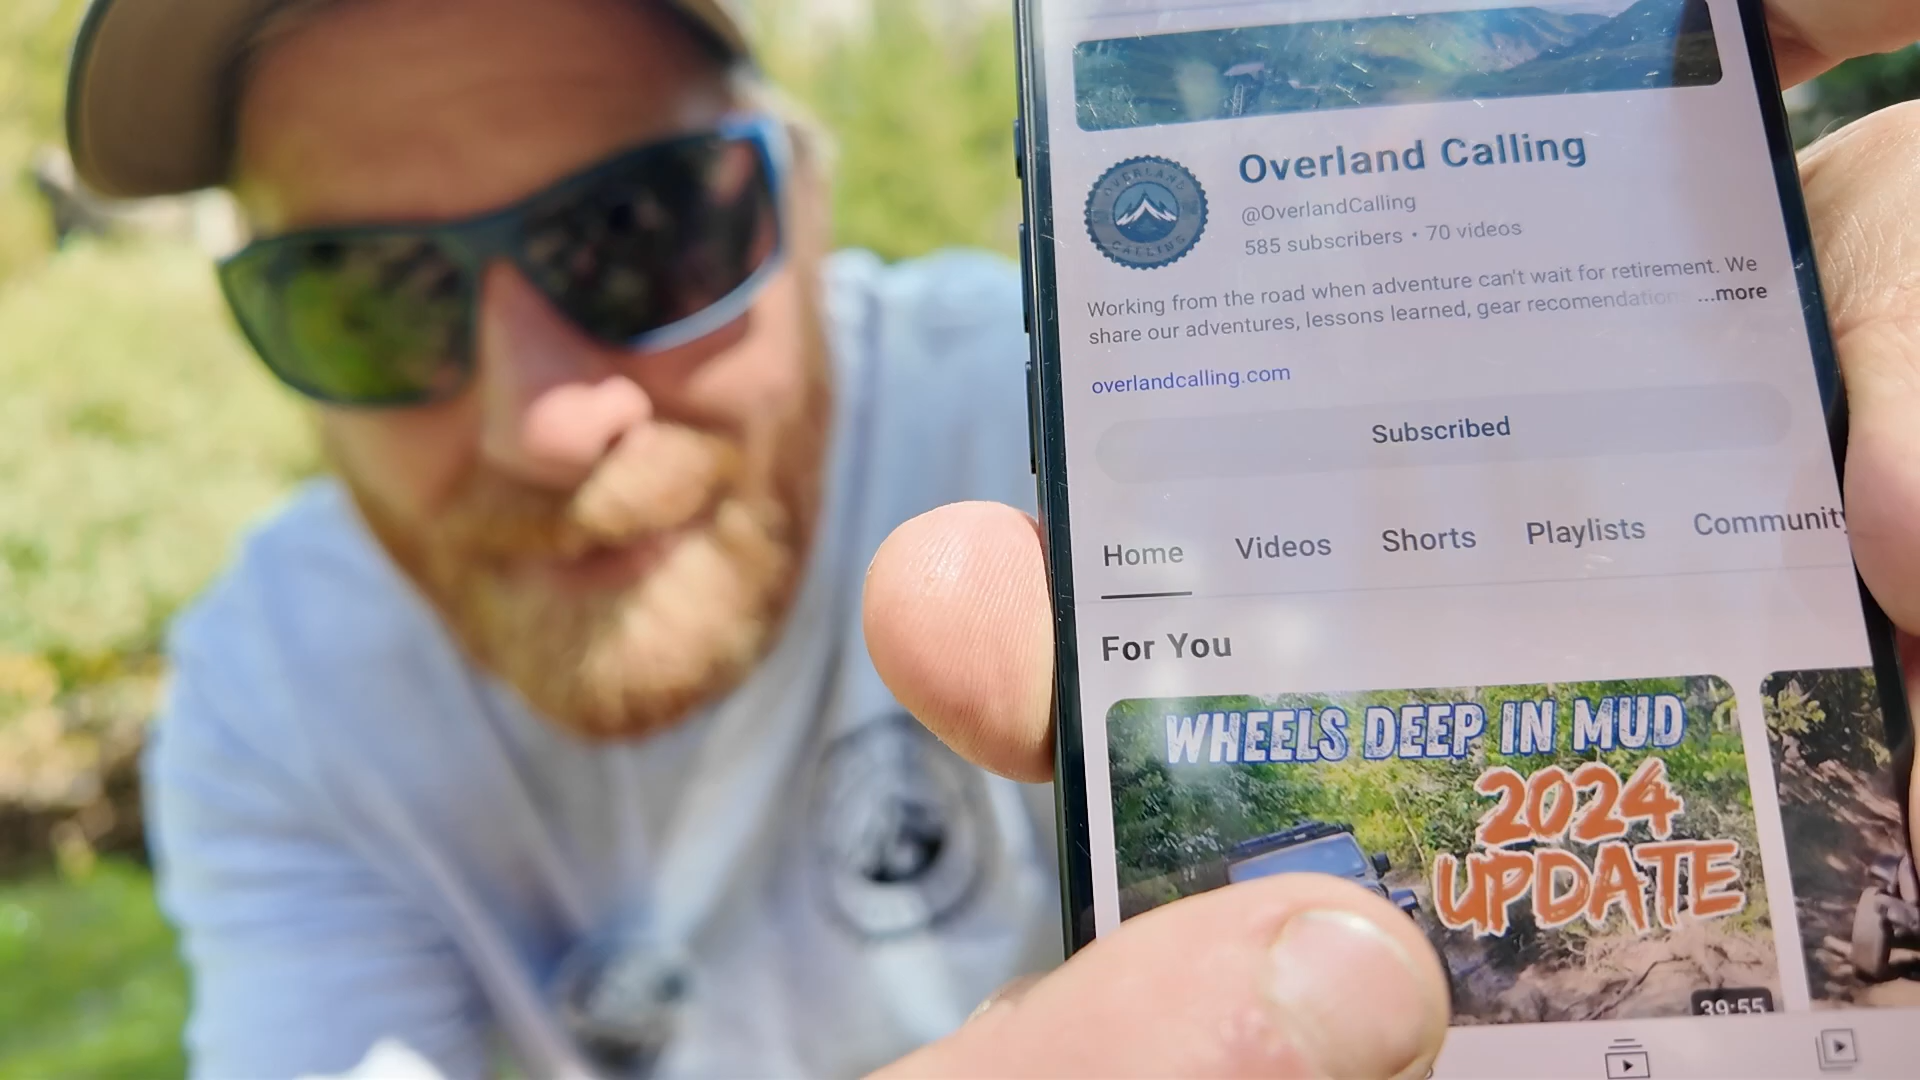 OVERLAND
CALLING
Overland Calling
@OverlandCalling
585 subscribers • 70 videos
Working from the road when adventure can't wait for retirement. We
share our adventures, lessons learned, gear recomendation ...more
overlandcalling.com
Subscribed
Home Videos Shorts Playlists Community
For You
WHEELS DEEP IN MUD
2024
UPDATE
39:55